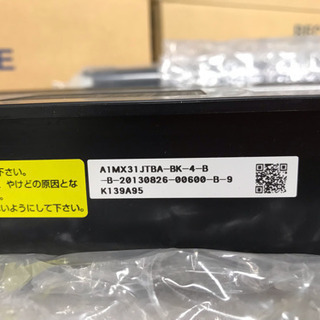 A1MX31JTBA-BK-4-B
-B-20130826-00600-B-9
K139A95
下さい。
やけどの原因とな
いようにして下さい。